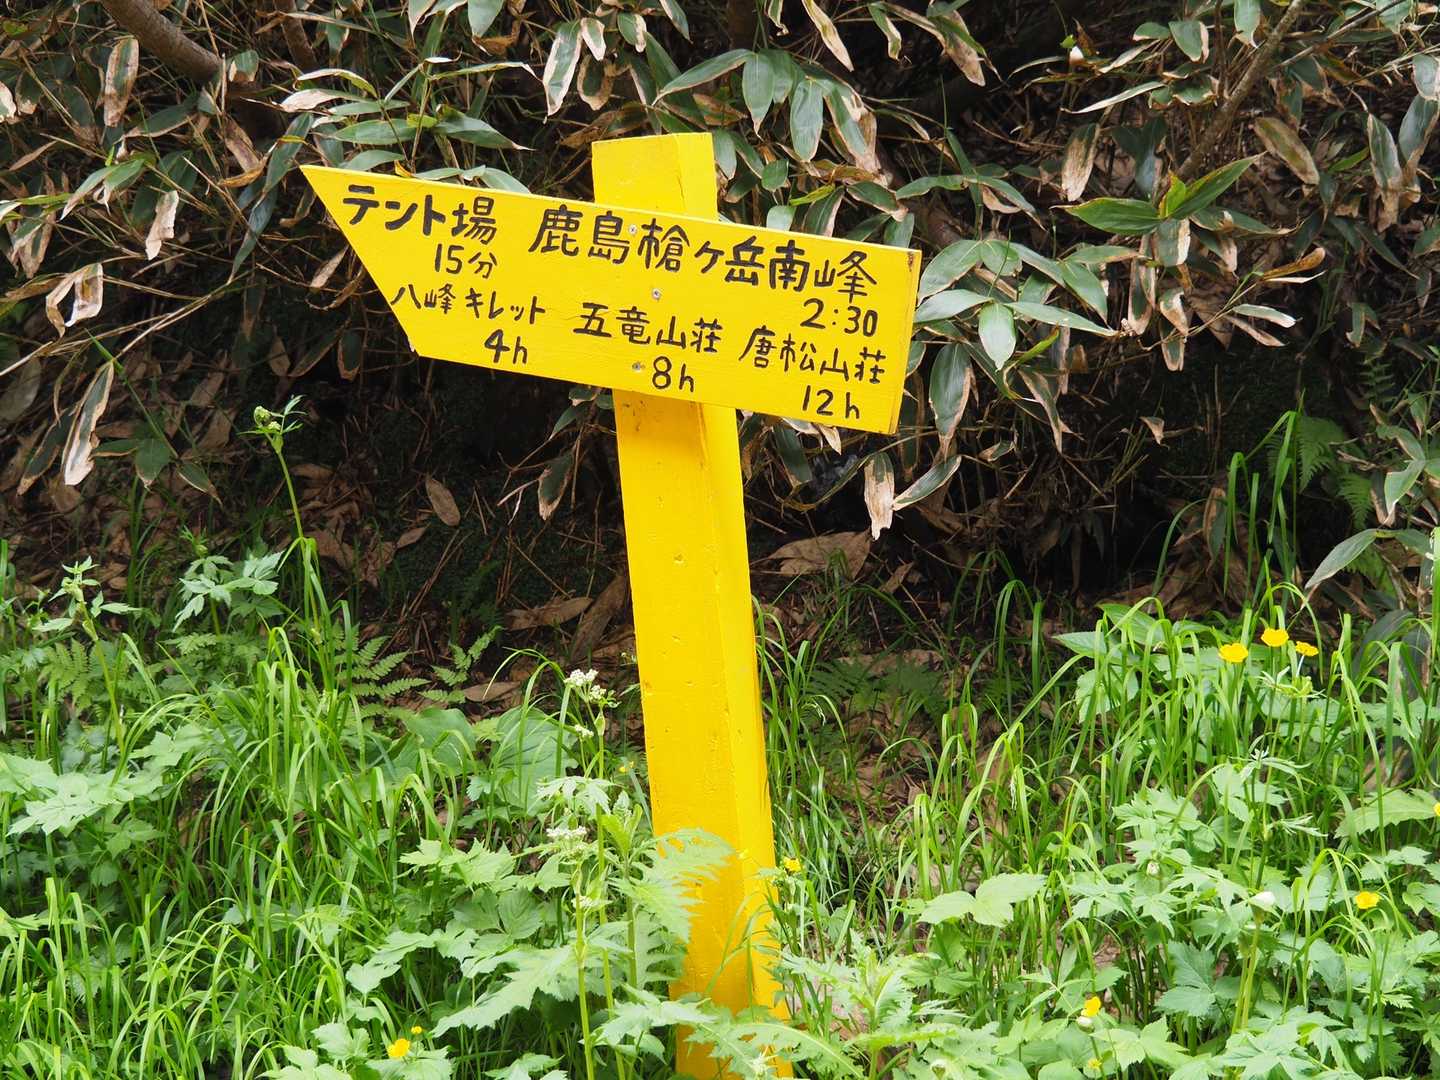 テント場 鹿島槍ヶ岳南峰
15分 2:30
八峰キレット 五竜山荘 唐松山荘
4h 8h 12h